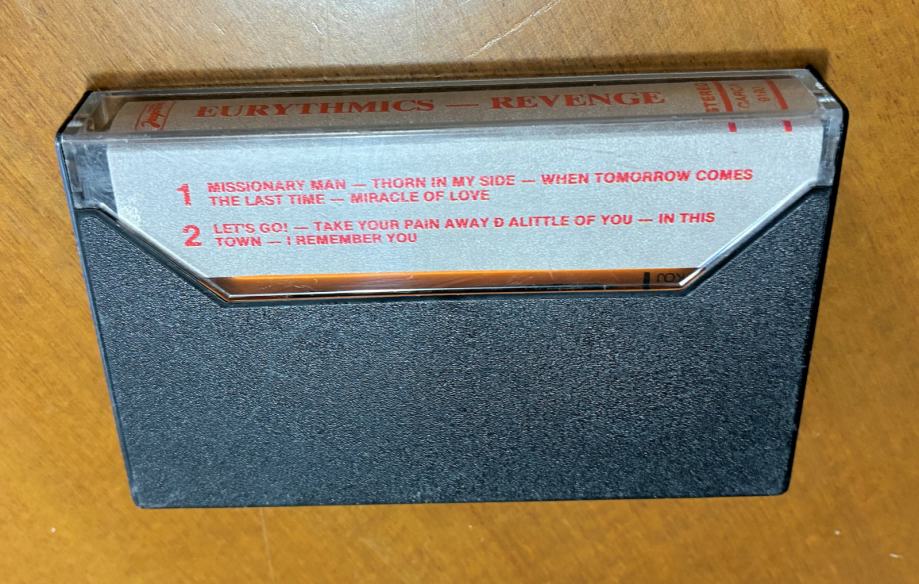 EURYTHMICS — REVENGE
STEREO
1 MISSIONARY MAN — THORN IN MY SIDE — WHEN TOMORROW COMES
THE LAST TIME — MIRACLE OF LOVE
2 LET'S GO! — TAKE YOUR PAIN AWAY Đ ALITTLE OF YOU — IN THIS
TOWN — I REMEMBER YOU